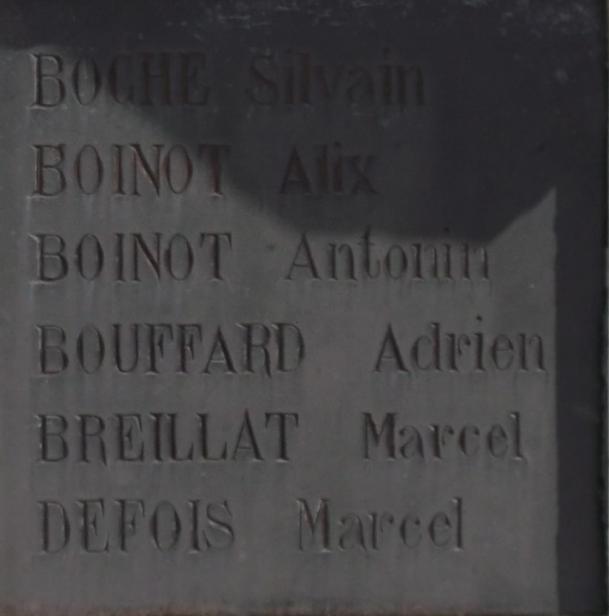 BOCHE Silvain
BOINOT Alix
BOINOT Antonin
BOUFFARD Adrien
BREILLAT Marcel
DEFOIS Marcel